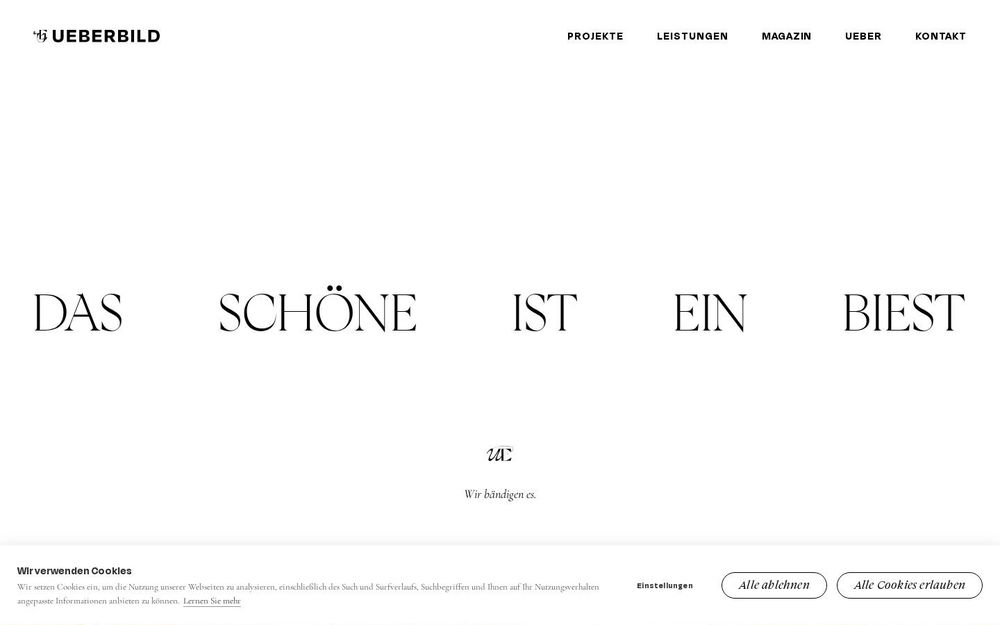 UEBERBILD
PROJEKTE LEISTUNGEN MAGAZIN UEBER KONTAKT
DAS SCHÖNE IST EIN BIEST
Wir bändigen es.
Wir verwenden Cookies
Wir setzen Cookies ein, um die Nutzung unserer Webseiten zu analysieren, einschließlich des Such und Surfverlaufs, Suchbegriffen und Ihnen auf Ihr Nutzungsverhalten
angepasste Informationen anbieten zu können. Lernen Sie mehr
Einstellungen
Alle ablehnen
Alle Cookies erlauben